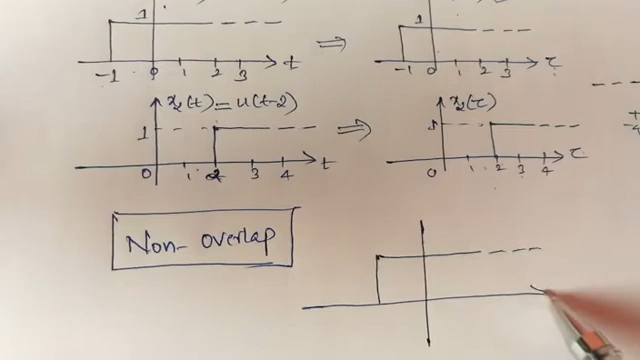 1 1
-1 0 1 2 3 t ⇒ -1 0 1 2 3 τ
x₂(t) = u(t-2) x₂(τ)
1 ⇒ 1
0 1 2 3 4 t 0 1 2 3 4 τ
Non-overlap